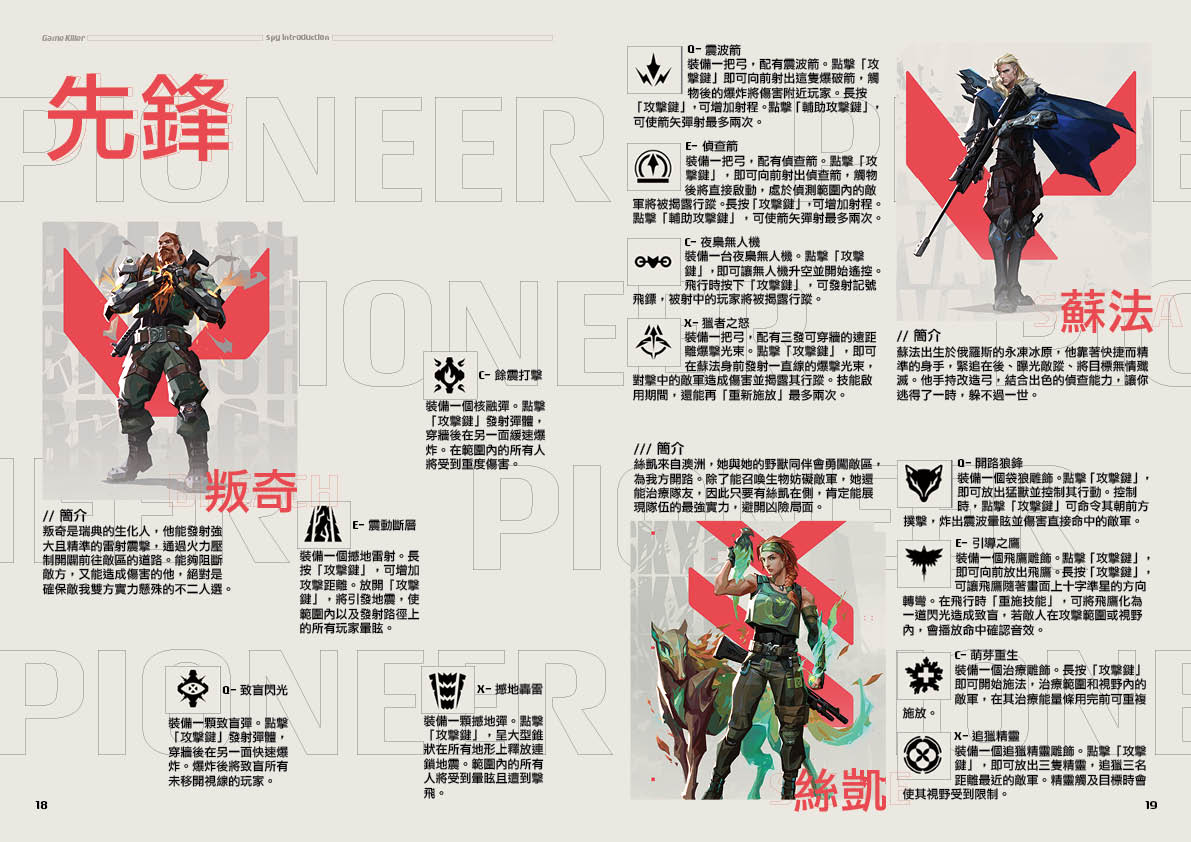 Game Killer
Spy Introduction
PIONEER
先鋒
叛奇
// 簡介
叛奇是瑞典的生化人，他能發射強
大且精準的雷射震擊，通過火力壓
制開闢前往敵區的道路。能夠阻斷
敵方，又能造成傷害的他，絕對是
確保敵我雙方實力懸殊的不二人選。
C- 餘震打擊
裝備一個核融彈。點擊
「攻擊鍵」發射彈體，
穿牆後在另一面緩速爆
炸。在範圍內的所有人
將受到重度傷害。
E- 震動斷層
裝備一個撼地雷射。長
按「攻擊鍵」，可增加
攻擊距離。放開「攻擊
鍵」，將引發地震，使
範圍內以及發射路徑上
的所有玩家暈眩。
Q- 致盲閃光
裝備一顆致盲彈。點擊
「攻擊鍵」發射彈體，
穿牆後在另一面快速爆
炸。爆炸後將致盲所有
未移開視線的玩家。
X- 撼地轟雷
裝備一顆撼地彈。點擊
「攻擊鍵」，呈大型錐
狀在所有地形上釋放連
鎖地震。範圍內的所有
人將受到暈眩且遭到擊
飛。
18
Q- 震波箭
裝備一把弓，配有震波箭。點擊「攻
擊鍵」即可向前射出這隻爆破箭，觸
物後的爆炸將傷害附近玩家。長按
「攻擊鍵」，可增加射程。點擊「輔助攻擊鍵」，
可使箭矢彈射最多兩次。
E- 偵查箭
裝備一把弓，配有偵查箭。點擊「攻
擊鍵」，即可向前射出偵查箭，觸物
後將直接啟動，處於偵測範圍內的敵
軍將被揭露行蹤。長按「攻擊鍵」，可增加射程。
點擊「輔助攻擊鍵」，可使箭矢彈射最多兩次。
C- 夜梟無人機
裝備一台夜梟無人機。點擊「攻擊
鍵」，即可讓無人機升空並開始遙控。
飛行時按下「攻擊鍵」，可發射記號
飛鏢，被射中的玩家將被揭露行蹤。
X- 獵者之怒
裝備一把弓，配有三發可穿牆的遠距
離爆擊光束。點擊「攻擊鍵」，即可
在蘇法身前發射一直線的爆擊光束，
對擊中的敵軍造成傷害並揭露其行蹤。技能啟
用期間，還能再「重新施放」最多兩次。
蘇法
// 簡介
蘇法出生於俄羅斯的永凍冰原，他靠著快捷而精
準的身手，緊追在後、曝光敵蹤、將目標無情殲
滅。他手持改造弓，結合出色的偵查能力，讓你
逃得了一時，躲不過一世。
/// 簡介
絲凱來自澳洲，她與她的野獸同伴會勇闖敵區，
為我方開路。除了能召喚生物妨礙敵軍，她還
能治療隊友，因此只要有絲凱在側，肯定能展
現隊伍的最強實力，避開凶險局面。
絲凱
Q- 開路狼鋒
裝備一個袋狼雕飾。點擊「攻擊鍵」，
即可放出猛獸並控制其行動。控制
時，點擊「攻擊鍵」可命令其朝前方
撲擊，炸出震波暈眩並傷害直接命中的敵軍。
E- 引導之鷹
裝備一個飛鷹雕飾。點擊「攻擊鍵」，
即可向前放出飛鷹。長按「攻擊鍵」，
可讓飛鷹隨著畫面上十字準星的方向
轉彎。在飛行時「重施技能」，可將飛鷹化為
一道閃光造成致盲，若敵人在攻擊範圍或視野
內，會播放命中確認音效。
C- 萌芽重生
裝備一個治療雕飾。長按「攻擊鍵」
即可開始施法，治療範圍和視野內的
敵軍，在其治療能量條用完前可重複
施放。
X- 追獵精靈
裝備一個追獵精靈雕飾。點擊「攻擊
鍵」，即可放出三隻精靈，追獵三名
距離最近的敵軍。精靈觸及目標時會
使其視野受到限制。
19